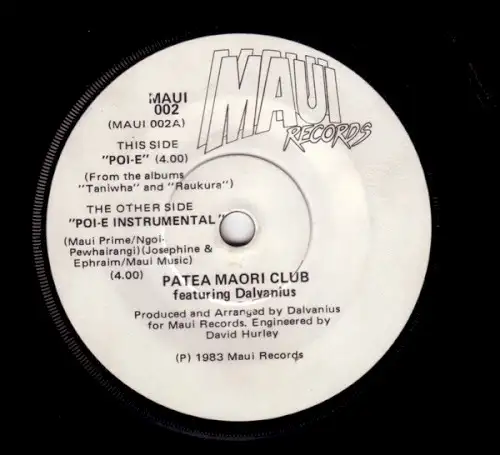 MAUI
RECORDS
MAUI
002
(MAUI 002A)
THIS SIDE
"POI-E" (4.00)
(From the albums
"Taniwha" and "Raukura")
THE OTHER SIDE
"POI-E INSTRUMENTAL"
(Maui Prime/Ngoi-
Pewhairangi)(Josephine &
Ephraim/Maui Music)
(4.00)
PATEA MAORI CLUB
featuring Dalvanius
Produced and Arranged by Dalvanius
for Maui Records. Engineered by
David Hurley
(P) 1983 Maui Records